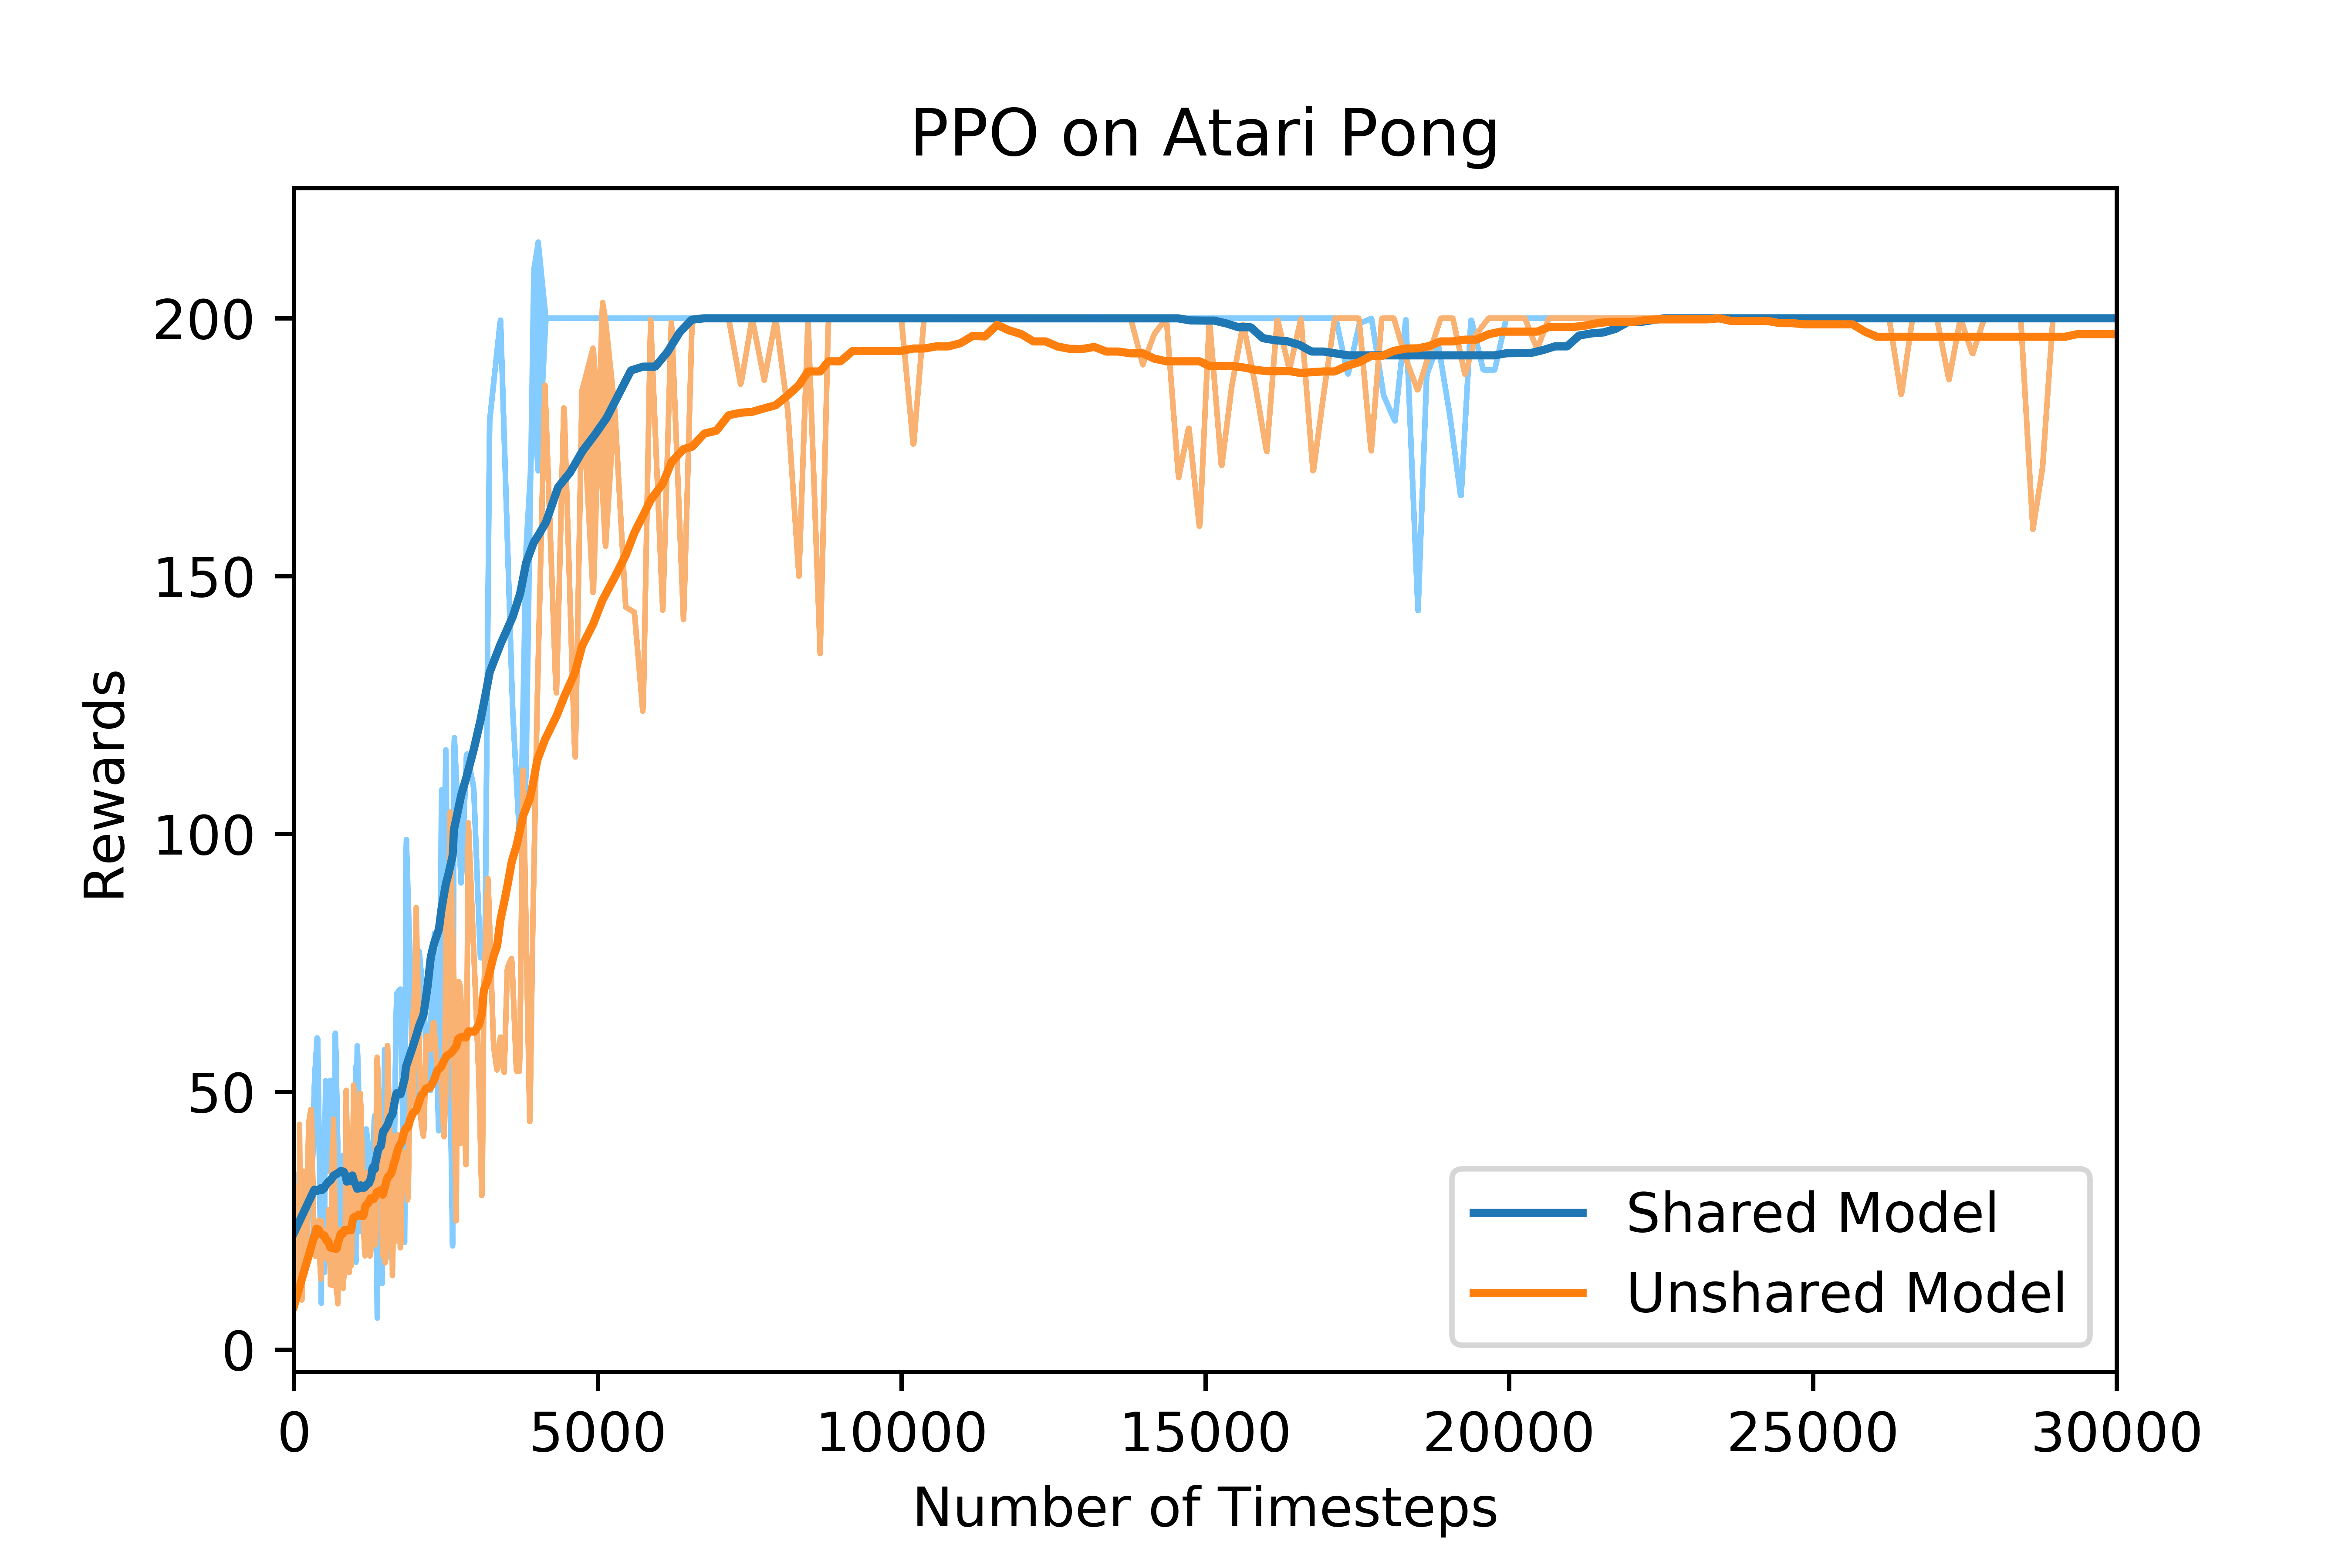 PPO on Atari Pong
200
150
100
50
0
Rewards
Shared Model
Unshared Model
0 5000 10000 15000 20000 25000 30000
Number of Timesteps